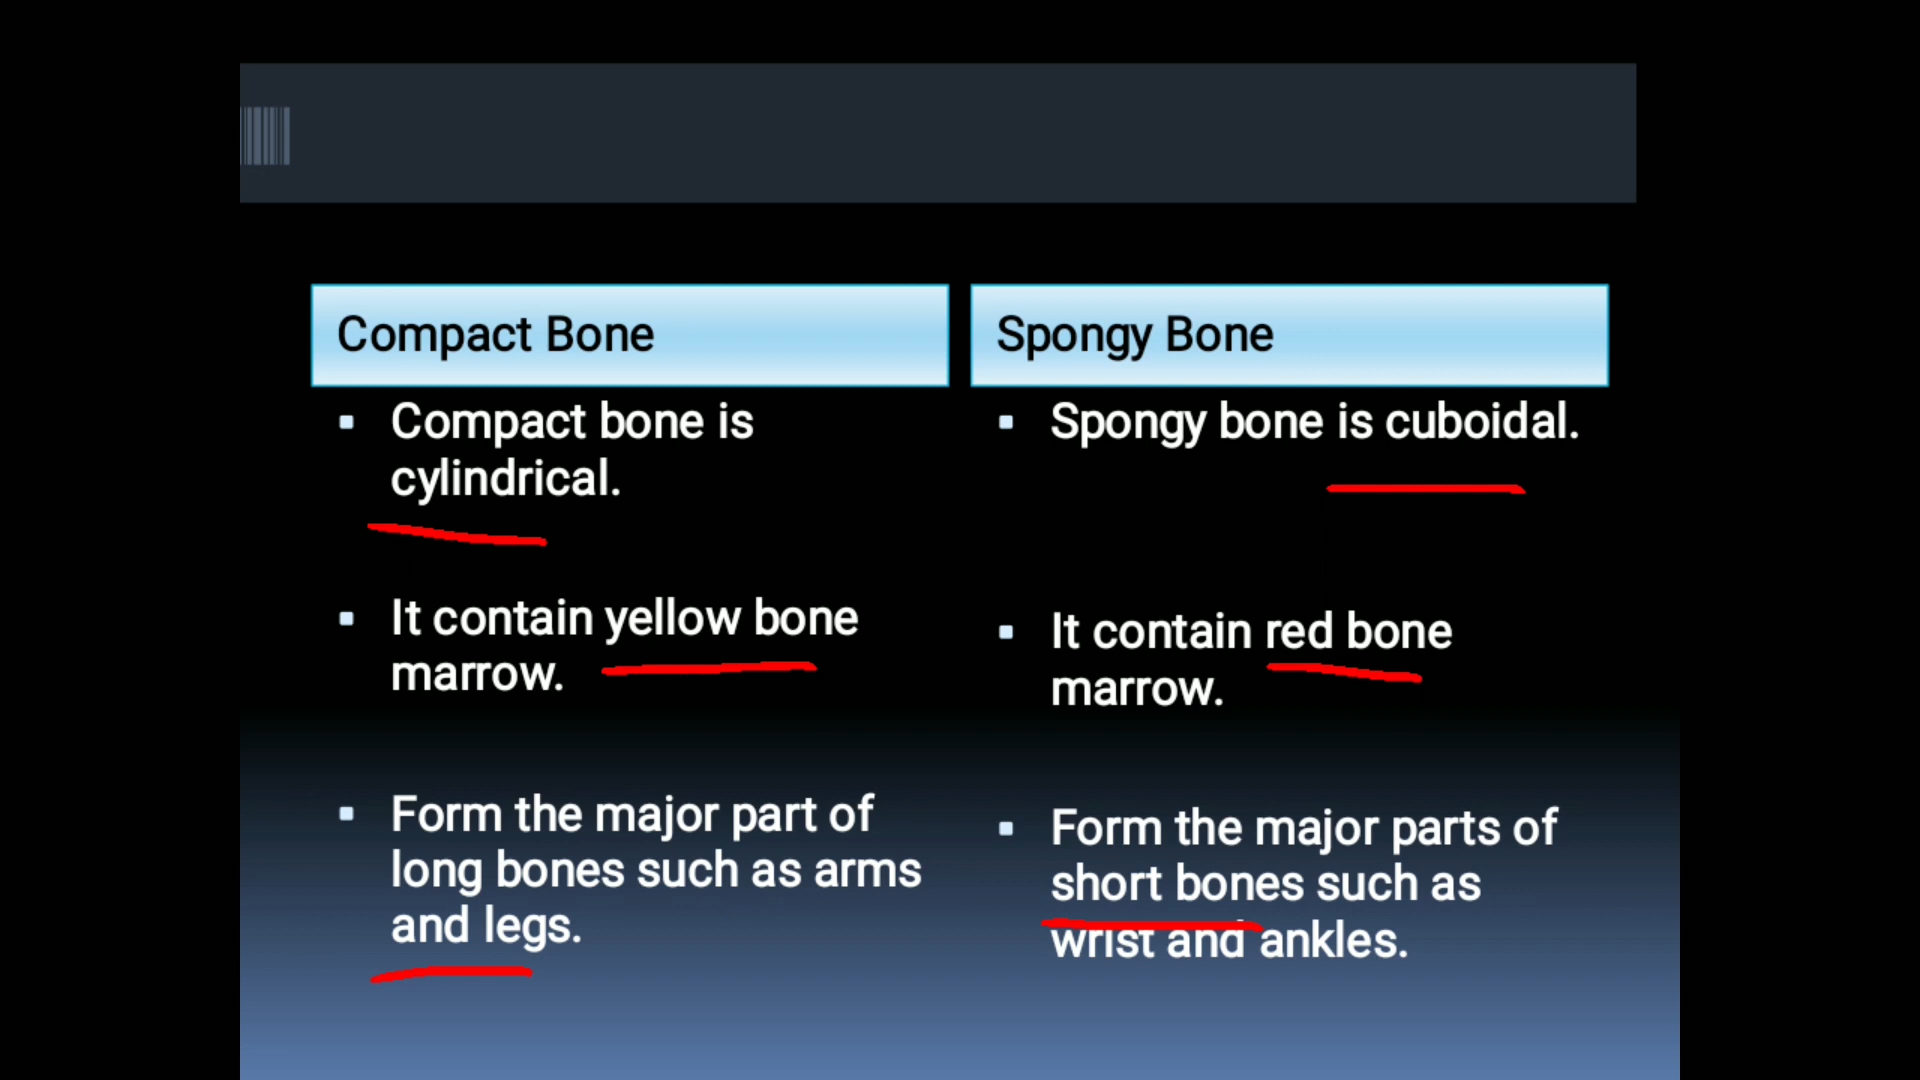 Compact Bone
Compact bone is
cylindrical.
It contain yellow bone
marrow.
Form the major part of
long bones such as arms
and legs.
Spongy Bone
Spongy bone is cuboidal.
It contain red bone
marrow.
Form the major parts of
short bones such as
wrist and ankles.